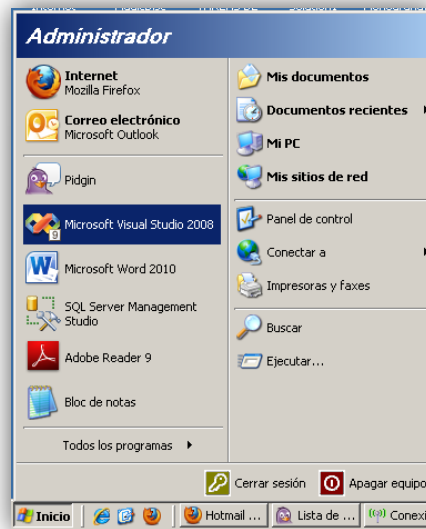 Administrador
Internet
Mozilla Firefox
Correo electrónico
Microsoft Outlook
Pidgin
Microsoft Visual Studio 2008
9
Microsoft Word 2010
SQL Server Management
Studio
Adobe Reader 9
Bloc de notas
Todos los programas
Mis documentos
Documentos recientes
Mi PC
Mis sitios de red
Panel de control
Conectar a
Impresoras y faxes
Buscar
Ejecutar...
Cerrar sesión
Apagar equipo
Inicio
Hotmail ...
Lista de ...
Conexi